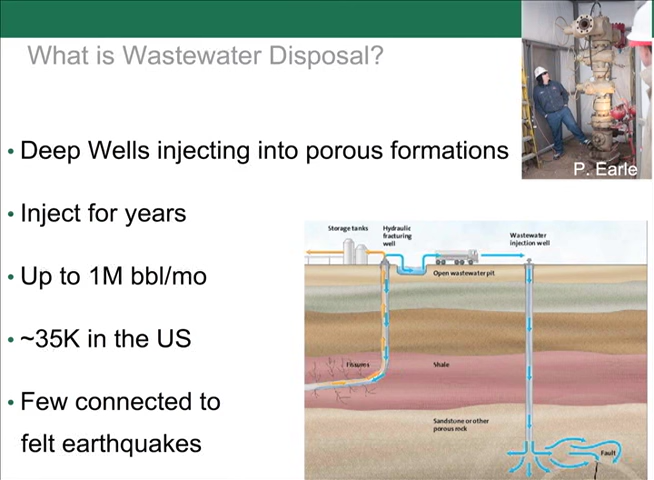 What is Wastewater Disposal?
P. Earle
• Deep Wells injecting into porous formations
• Inject for years
• Up to 1M bbl/mo
• ~35K in the US
• Few connected to
felt earthquakes
Storage tanks
Hydraulic
fracturing
well
Wastewater
injection well
Open wastewater pit
Fissures
Shale
Sandstone or other
porous rock
Fault